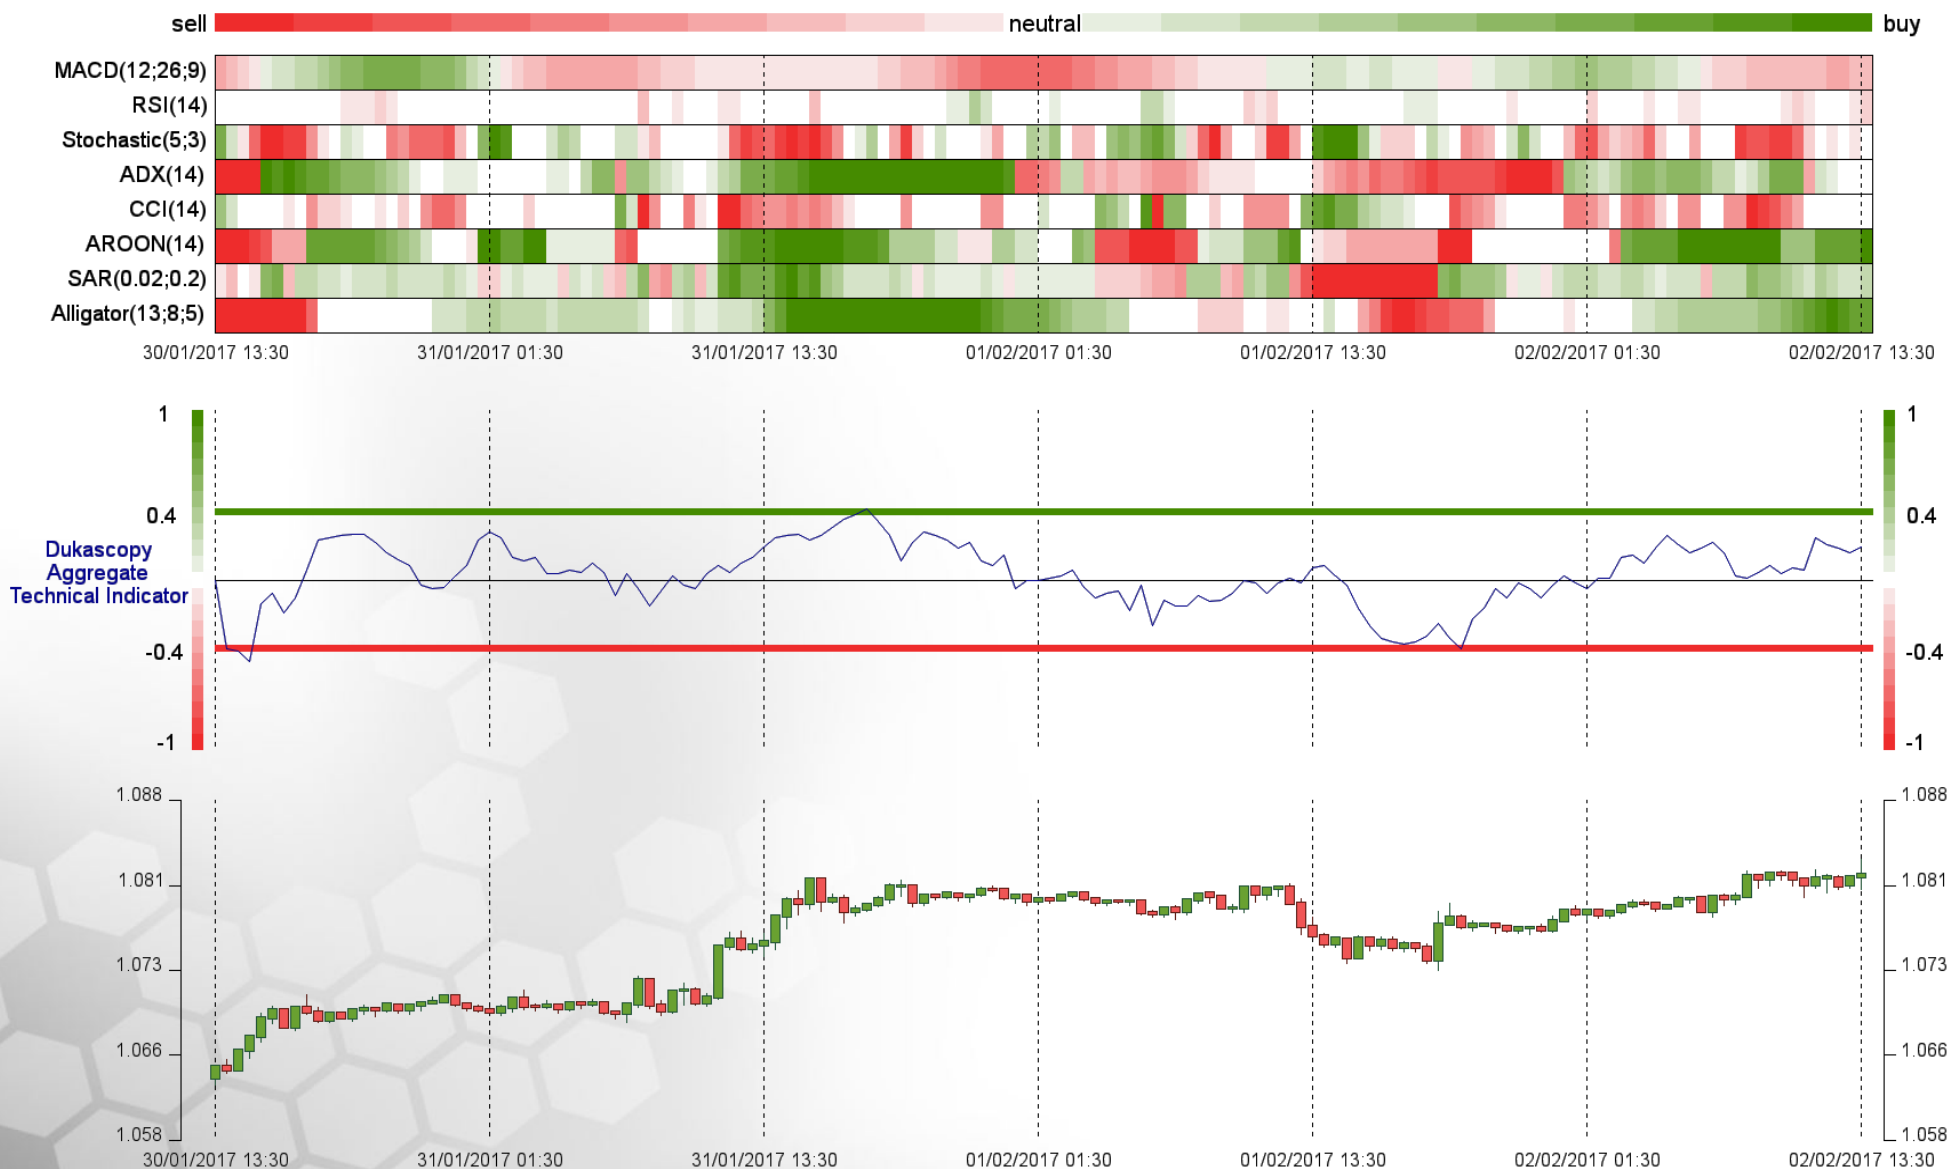 sell neutral buy
MACD(12;26;9)
RSI(14)
Stochastic(5;3)
ADX(14)
CCI(14)
AROON(14)
SAR(0.02;0.2)
Alligator(13;8;5)
30/01/2017 13:30 31/01/2017 01:30 31/01/2017 13:30 01/02/2017 01:30 01/02/2017 13:30 02/02/2017 01:30 02/02/2017 13:30
1 1
0.4 0.4
Dukascopy
Aggregate
Technical Indicator
-0.4 -0.4
-1 -1
1.088 1.088
1.081 1.081
1.073 1.073
1.066 1.066
1.058 1.058
30/01/2017 13:30 31/01/2017 01:30 31/01/2017 13:30 01/02/2017 01:30 01/02/2017 13:30 02/02/2017 01:30 02/02/2017 13:30